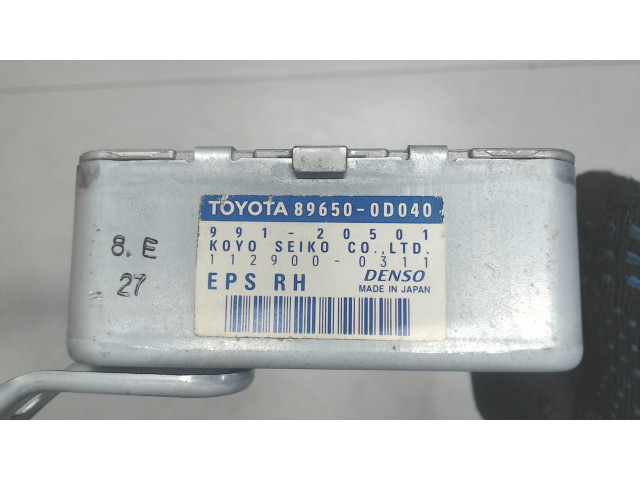 TOYOTA 89650-0D040
991-20501
KOYO SEIKO CO.,LTD.
112900-0311
DENSO
EPS RH
MADE IN JAPAN
8.E
27